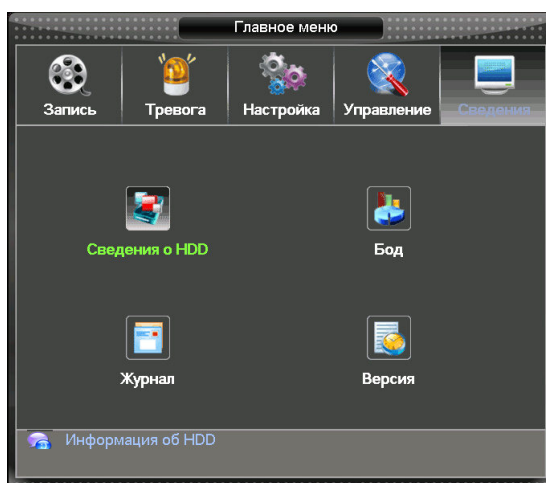 Главное меню
Запись Тревога Настройка Управление Сведения
Сведения о HDD Бод
Журнал Версия
Информация об HDD